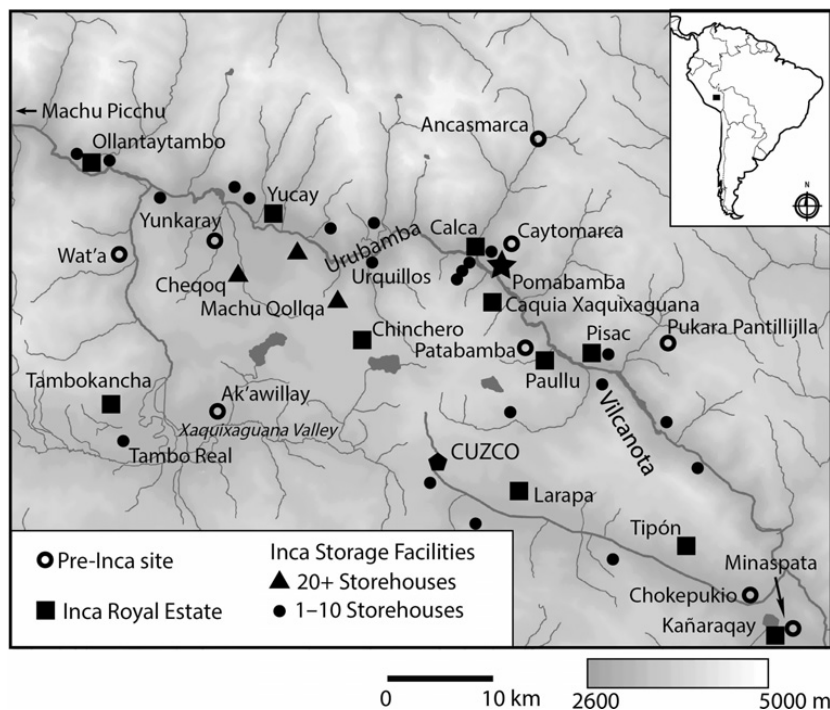 ← Machu Picchu
Ollantaytambo
Ancasmarca
N
Yucay
Yunkaray
Wat'a
Cheqoq
Machu Qollqa
Urubamba
Urquillos
Calca
Caytomarca
Pomabamba
Caquia Xaquixaguana
Chinchero
Patabamba
Pisac
Pukara Pantillijlla
Paullu
Tambokancha
Ak'awillay
Xaquixaguana Valley
Tambo Real
Vilcanota
CUZCO
Larapa
Tipón
Minaspata
Chokepukio
Kañaraqay
Pre-Inca site
Inca Royal Estate
Inca Storage Facilities
20+ Storehouses
1–10 Storehouses
0 10 km
2600 5000 m